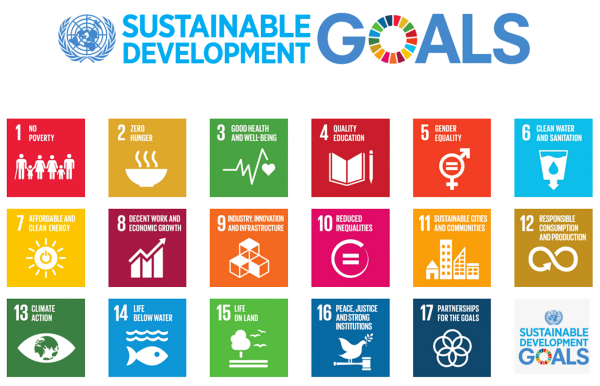 SUSTAINABLE
DEVELOPMENT
GOALS
1 NO
POVERTY
2 ZERO
HUNGER
3 GOOD HEALTH
AND WELL-BEING
4 QUALITY
EDUCATION
5 GENDER
EQUALITY
6 CLEAN WATER
AND SANITATION
7 AFFORDABLE AND
CLEAN ENERGY
8 DECENT WORK AND
ECONOMIC GROWTH
9 INDUSTRY, INNOVATION
AND INFRASTRUCTURE
10 REDUCED
INEQUALITIES
11 SUSTAINABLE CITIES
AND COMMUNITIES
12 RESPONSIBLE
CONSUMPTION
AND PRODUCTION
13 CLIMATE
ACTION
14 LIFE
BELOW WATER
15 LIFE
ON LAND
16 PEACE, JUSTICE
AND STRONG
INSTITUTIONS
17 PARTNERSHIPS
FOR THE GOALS
SUSTAINABLE
DEVELOPMENT
GOALS